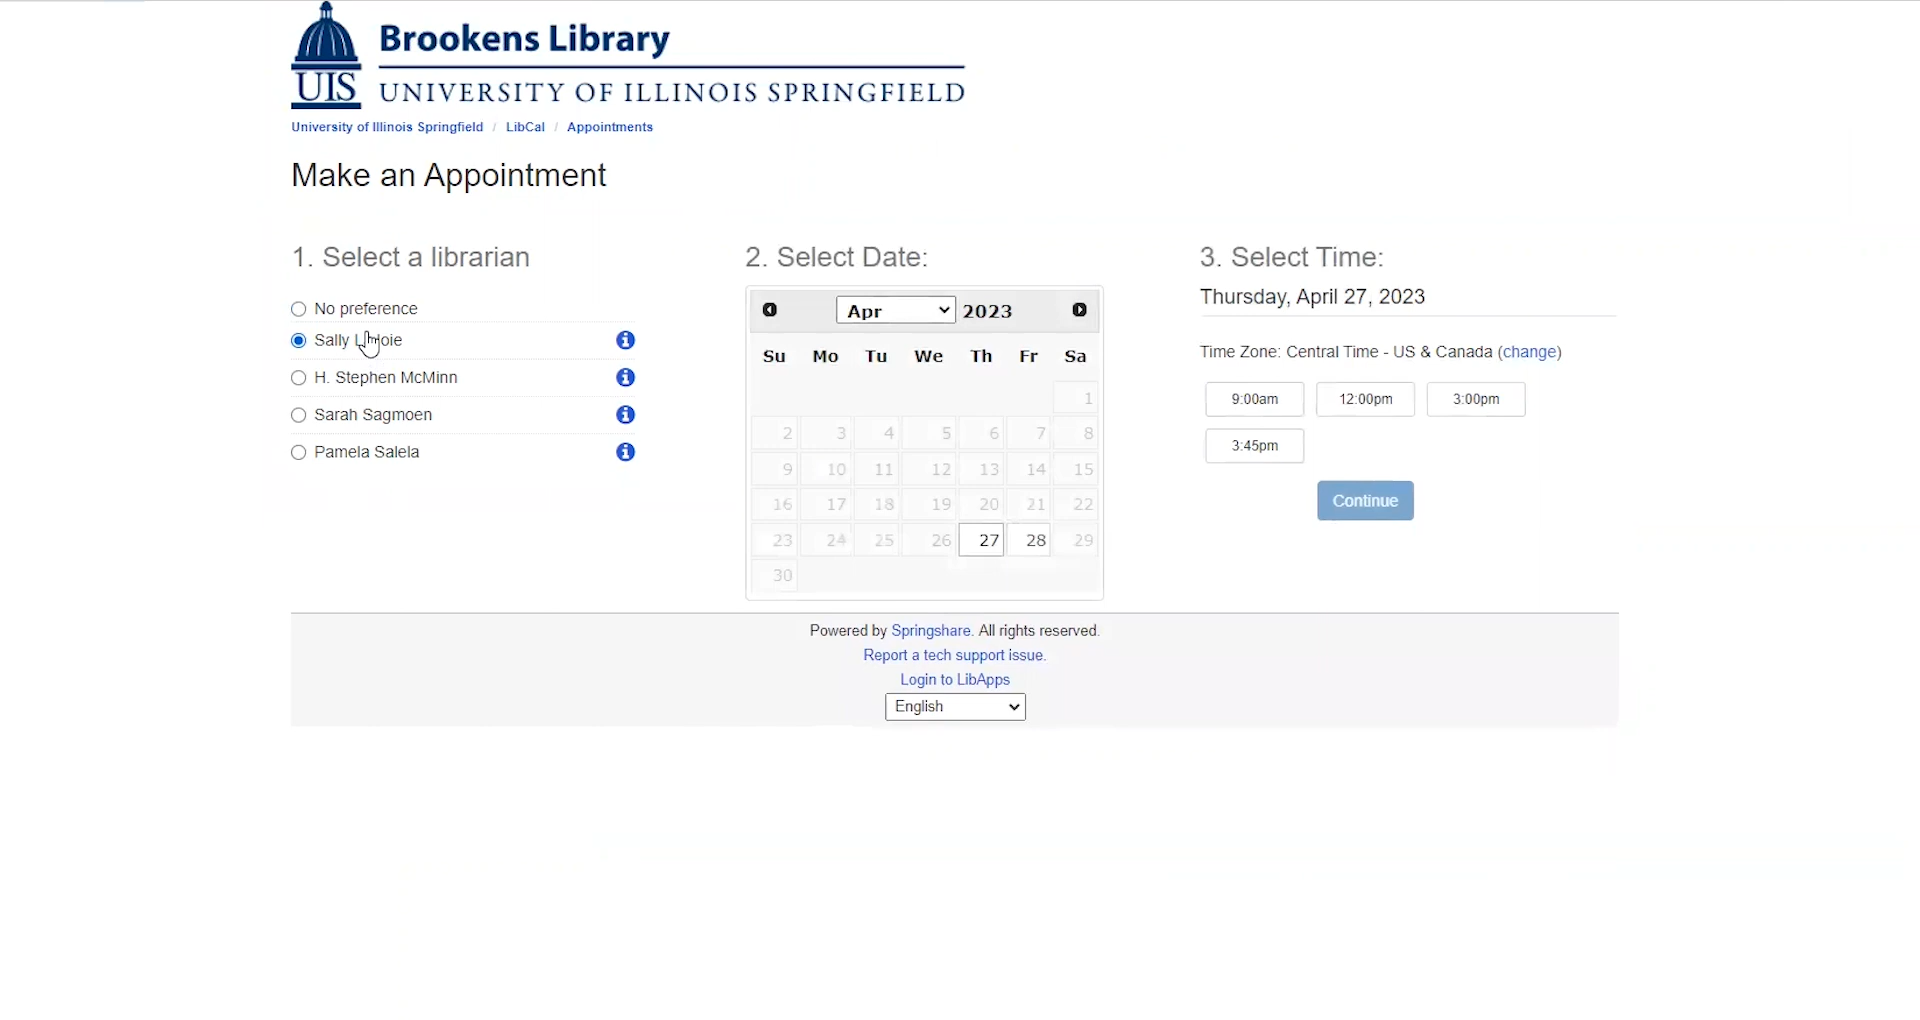 Brookens Library
UIS
UNIVERSITY OF ILLINOIS SPRINGFIELD
University of Illinois Springfield / LibCal / Appointments
Make an Appointment
1. Select a librarian
No preference
Sally
H. Stephen McMinn
Sarah Sagmoen
Pamela Salela
2. Select Date:
Apr 2023
Su Mo Tu We Th Fr Sa
1
2 3 4 5 6 7 8
9 10 11 12 13 14 15
16 17 18 19 20 21 22
23 24 25 26 27 28 29
30
3. Select Time:
Thursday, April 27, 2023
Time Zone: Central Time - US & Canada (change)
9:00am 12:00pm 3:00pm
3:45pm
Continue
Powered by Springshare. All rights reserved.
Report a tech support issue.
Login to LibApps
English